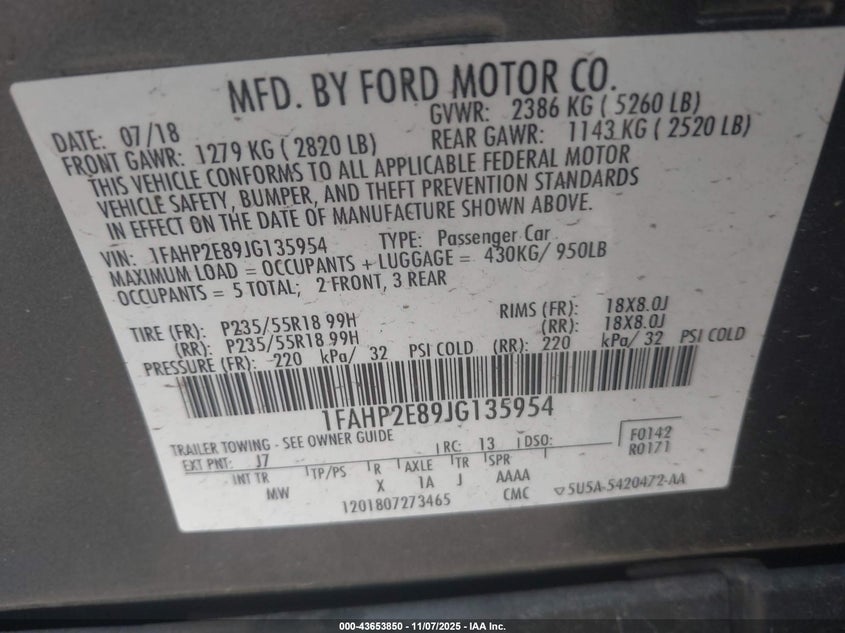 MFD. BY FORD MOTOR CO.
DATE: 07/18 GVWR: 2386 KG ( 5260 LB)
FRONT GAWR: 1279 KG ( 2820 LB) REAR GAWR: 1143 KG ( 2520 LB)
THIS VEHICLE CONFORMS TO ALL APPLICABLE FEDERAL MOTOR
VEHICLE SAFETY, BUMPER, AND THEFT PREVENTION STANDARDS
IN EFFECT ON THE DATE OF MANUFACTURE SHOWN ABOVE.
VIN: 1FAHP2E89JG135954 TYPE: Passenger Car
MAXIMUM LOAD = OCCUPANTS + LUGGAGE = 430KG/ 950LB
OCCUPANTS = 5 TOTAL; 2 FRONT, 3 REAR
TIRE (FR): P235/55R18 99H RIMS (FR): 18X8.0J
(RR): P235/55R18 99H (RR): 18X8.0J
PRESSURE (FR): 220 kPa/ 32 PSI COLD (RR): 220 kPa/ 32 PSI COLD
1FAHP2E89JG135954
TRAILER TOWING - SEE OWNER GUIDE F0142
EXT PNT: J7 RC: 13 DSO: R0171
INT TR TP/PS R AXLE TR SPR
MW X 1A J AAAA
1201807273465 CMC ▽5U5A-5420472-AA
000-43653850 - 11/07/2025 - IAA Inc.